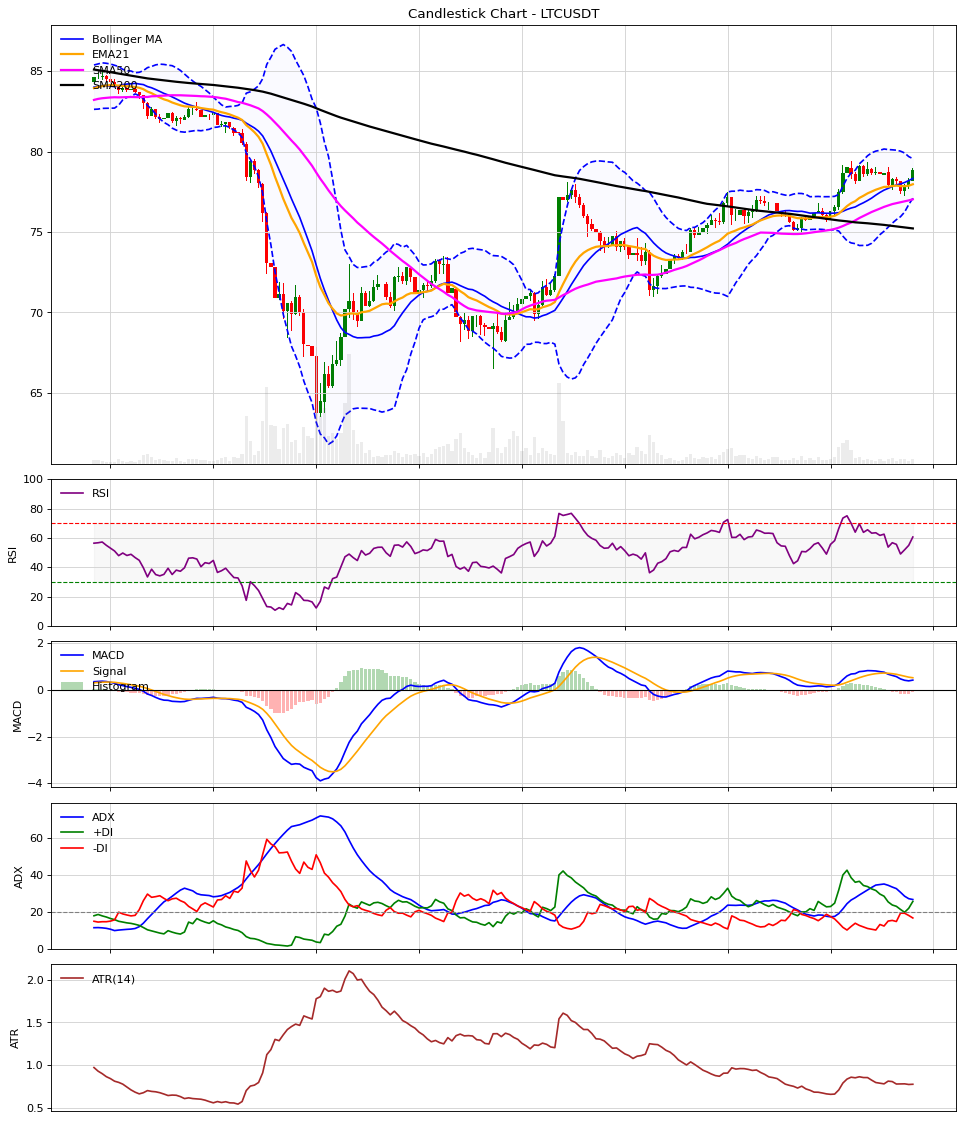 Candlestick Chart - LTCUSDT
Bollinger MA
EMA21
SMA50
SMA200
85
80
75
70
65
RSI
100
80
60
40
20
0
RSI
MACD
Signal
Histogram
2
0
−2
−4
MACD
ADX
+DI
-DI
60
40
20
0
ADX
ATR(14)
2.0
1.5
1.0
0.5
ATR